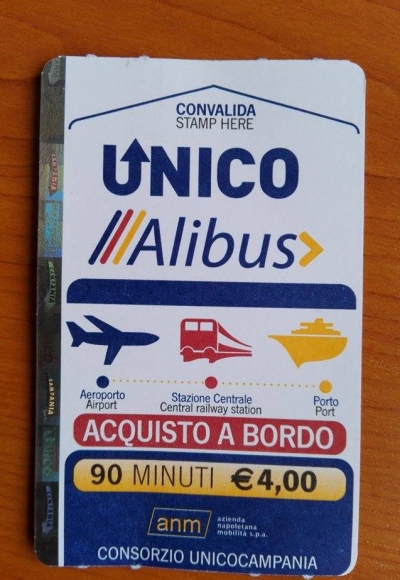 CONVALIDA
STAMP HERE
UNICO
Alibus
Aeroporto
Airport
Stazione Centrale
Central railway station
Porto
Port
ACQUISTO A BORDO
90 MINUTI €4,00
anm
azienda
napoletana
mobilità s.p.a.
CONSORZIO UNICOCAMPANIA